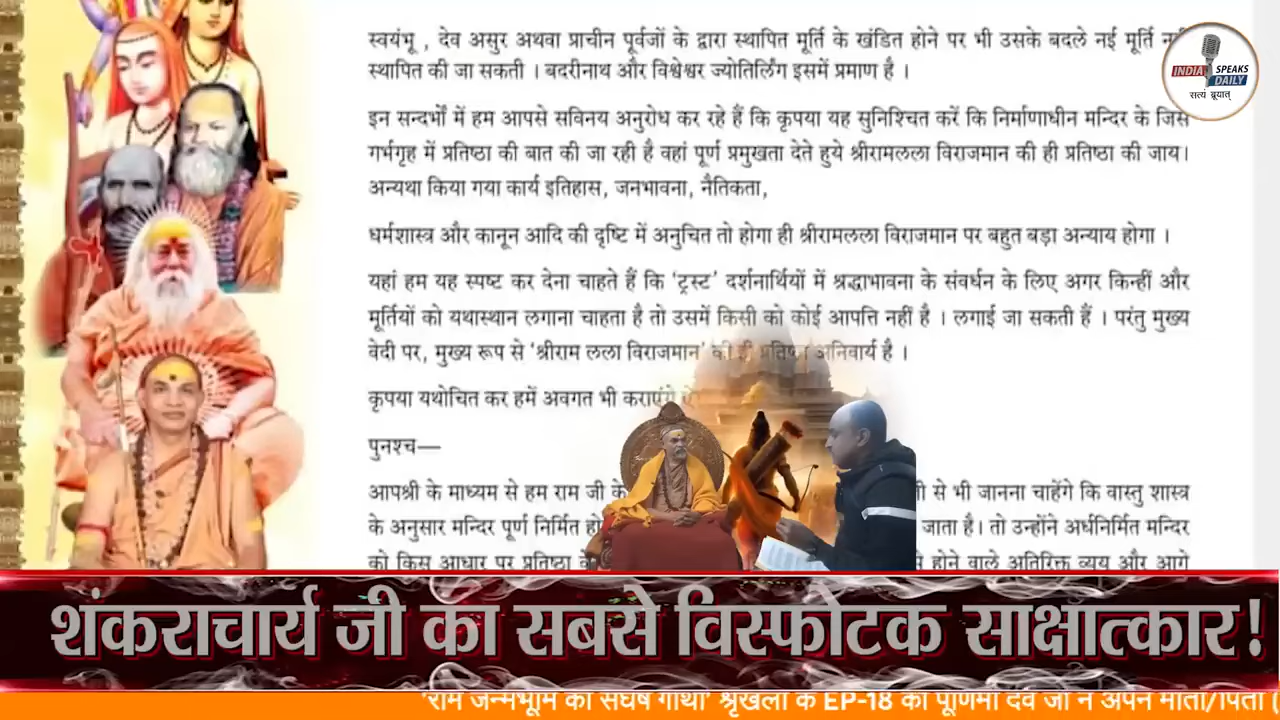 स्वयंभू , देव असुर अथवा प्राचीन पूर्वजों के द्वारा स्थापित मूर्ति के खंडित होने पर भी उसके बदले नई मूर्ति
स्थापित की जा सकती । बदरीनाथ और विश्वेश्वर ज्योतिर्लिंग इसमें प्रमाण है ।
INDIA SPEAKS
DAILY
सत्यं ब्रूयात्
इन सन्दर्भों में हम आपसे सविनय अनुरोध कर रहे हैं कि कृपया यह सुनिश्चित करें कि निर्माणाधीन मन्दिर के जिस
गर्भगृह में प्रतिष्ठा की बात की जा रही है वहां पूर्ण प्रमुखता देते हुये श्रीरामलला विराजमान की ही प्रतिष्ठा की जाय।
अन्यथा किया गया कार्य इतिहास, जनभावना, नैतिकता,
धर्मशास्त्र और कानून आदि की दृष्टि में अनुचित तो होगा ही श्रीरामलला विराजमान पर बहुत बड़ा अन्याय होगा ।
यहां हम यह स्पष्ट कर देना चाहते हैं कि 'ट्रस्ट' दर्शनार्थियों में श्रद्धाभावना के संवर्धन के लिए अगर किन्हीं और
मूर्तियों को यथास्थान लगाना चाहता है तो उसमें किसी को कोई आपत्ति नहीं है । लगाई जा सकती हैं । परंतु मुख्य
वेदी पर, मुख्य रूप से 'श्रीराम लला विराजमान' की ही प्रतिष्ठा अनिवार्य है ।
कृपया यथोचित कर हमें अवगत भी कराएंगे
पुनश्च—
आपश्री के माध्यम से हम राम जी के से भी जानना चाहेंगे कि वास्तु शास्त्र
के अनुसार मन्दिर पूर्ण निर्मित जाता है। तो उन्होंने अर्धनिर्मित मन्दिर
को किस आधार पर प्रतिष्ठा होने वाले अतिरिक्त व्यय और आगे
शंकराचार्य जी का सबसे विस्फोटक साक्षात्कार!
'राम जन्मभूमि की संघर्ष गाथा' श्रृंखला के EP-18 की पूर्णिमा देव जी ने अपने माता/पिता (